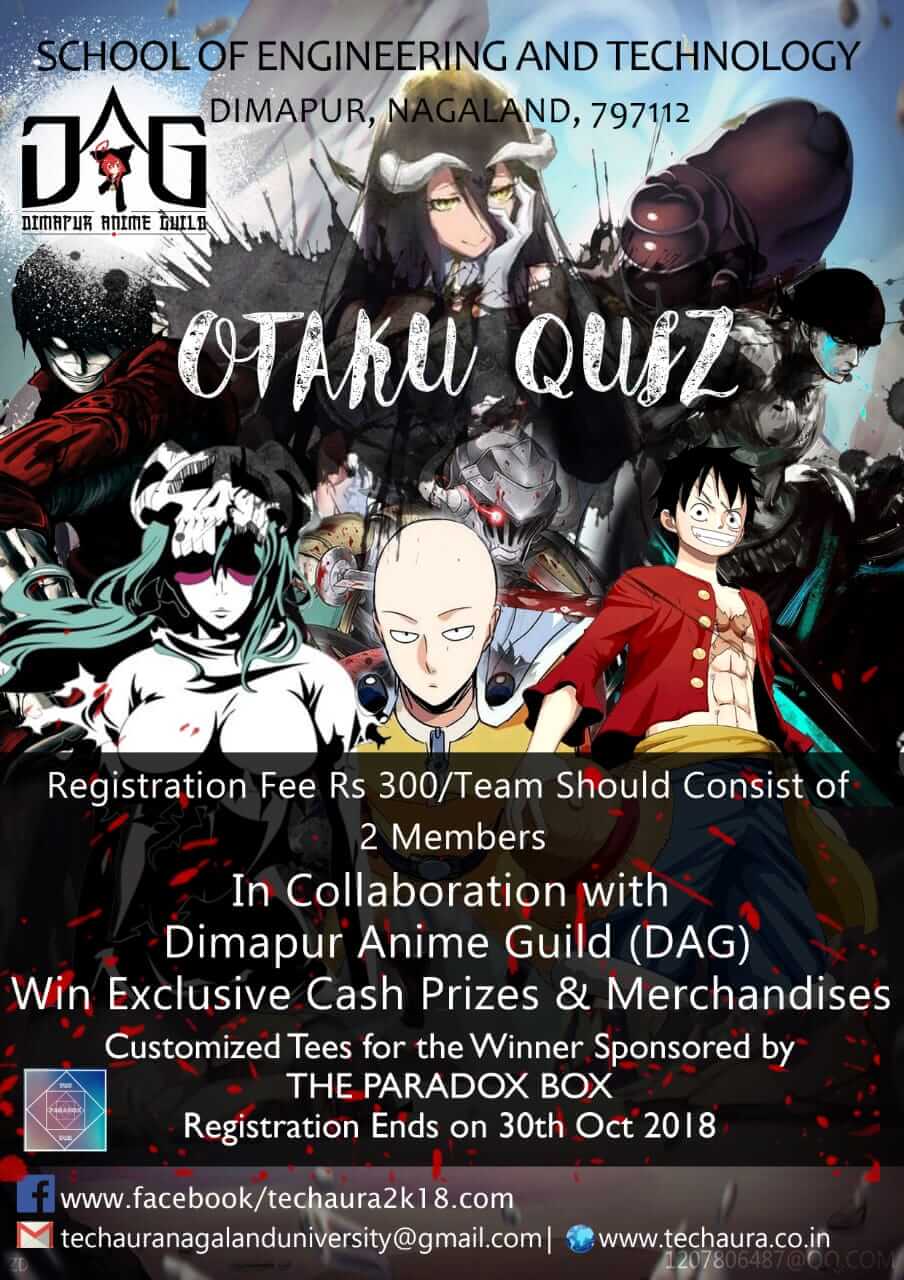 SCHOOL OF ENGINEERING AND TECHNOLOGY
DIMAPUR, NAGALAND, 797112
DAG
DIMAPUR ANIME GUILD
OTAKU QUIZ
Registration Fee Rs 300/Team Should Consist of
2 Members
In Collaboration with
Dimapur Anime Guild (DAG)
Win Exclusive Cash Prizes & Merchandises
Customized Tees for the Winner Sponsored by
THE PARADOX BOX
Registration Ends on 30th Oct 2018
THE
PARADOX
www.facebook/techaura2k18.com
techauranagalanduniversity@gmail.com| www.techaura.co.in
1207806487@QQ.COM